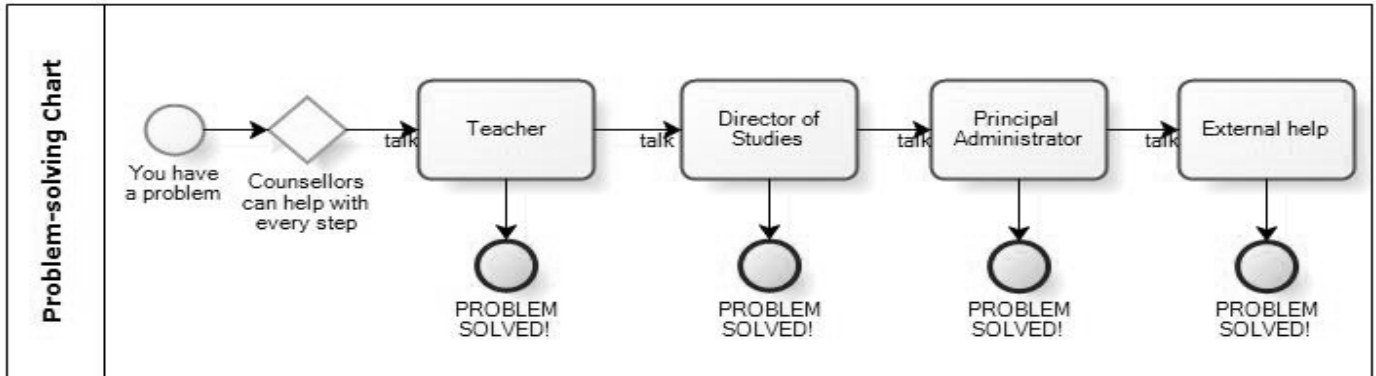 Problem-solving Chart
You have
a problem
Counsellors
can help with
every step
talk
Teacher
PROBLEM
SOLVED!
talk
Director of
Studies
PROBLEM
SOLVED!
talk
Principal
Administrator
PROBLEM
SOLVED!
talk
External help
PROBLEM
SOLVED!